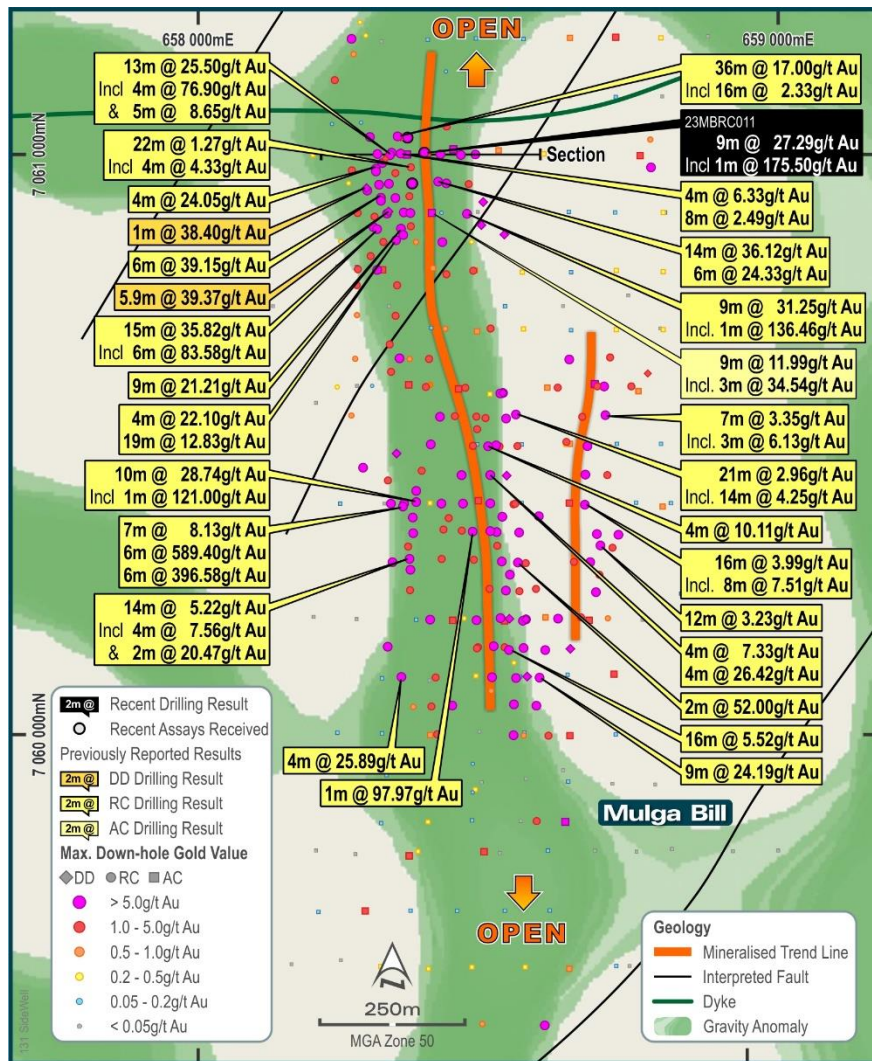 OPEN
658 000mE
659 000mE
7 061 000mN
7 060 000mN
13m @ 25.50g/t Au
Incl 4m @ 76.90g/t Au
& 5m @ 8.65g/t Au
22m @ 1.27g/t Au
Incl 4m @ 4.33g/t Au
4m @ 24.05g/t Au
1m @ 38.40g/t Au
6m @ 39.15g/t Au
5.9m @ 39.37g/t Au
15m @ 35.82g/t Au
Incl 6m @ 83.58g/t Au
9m @ 21.21g/t Au
4m @ 22.10g/t Au
19m @ 12.83g/t Au
10m @ 28.74g/t Au
Incl 1m @ 121.00g/t Au
7m @ 8.13g/t Au
6m @ 589.40g/t Au
6m @ 396.58g/t Au
14m @ 5.22g/t Au
Incl 4m @ 7.56g/t Au
& 2m @ 20.47g/t Au
4m @ 25.89g/t Au
1m @ 97.97g/t Au
Section
36m @ 17.00g/t Au
Incl 16m @ 2.33g/t Au
23MBRC011
9m @ 27.29g/t Au
Incl 1m @ 175.50g/t Au
4m @ 6.33g/t Au
8m @ 2.49g/t Au
14m @ 36.12g/t Au
6m @ 24.33g/t Au
9m @ 31.25g/t Au
Incl. 1m @ 136.46g/t Au
9m @ 11.99g/t Au
Incl. 3m @ 34.54g/t Au
7m @ 3.35g/t Au
Incl. 3m @ 6.13g/t Au
21m @ 2.96g/t Au
Incl. 14m @ 4.25g/t Au
4m @ 10.11g/t Au
16m @ 3.99g/t Au
Incl. 8m @ 7.51g/t Au
12m @ 3.23g/t Au
4m @ 7.33g/t Au
4m @ 26.42g/t Au
2m @ 52.00g/t Au
16m @ 5.52g/t Au
9m @ 24.19g/t Au
Mulga Bill
OPEN
2m @ Recent Drilling Result
Recent Assays Received
Previously Reported Results
2m @ DD Drilling Result
2m @ RC Drilling Result
2m @ AC Drilling Result
Max. Down-hole Gold Value
DD RC AC
> 5.0g/t Au
1.0 - 5.0g/t Au
0.5 - 1.0g/t Au
0.2 - 0.5g/t Au
0.05 - 0.2g/t Au
< 0.05g/t Au
131 SideWell
N
250m
MGA Zone 50
Geology
Mineralised Trend Line
Interpreted Fault
Dyke
Gravity Anomaly